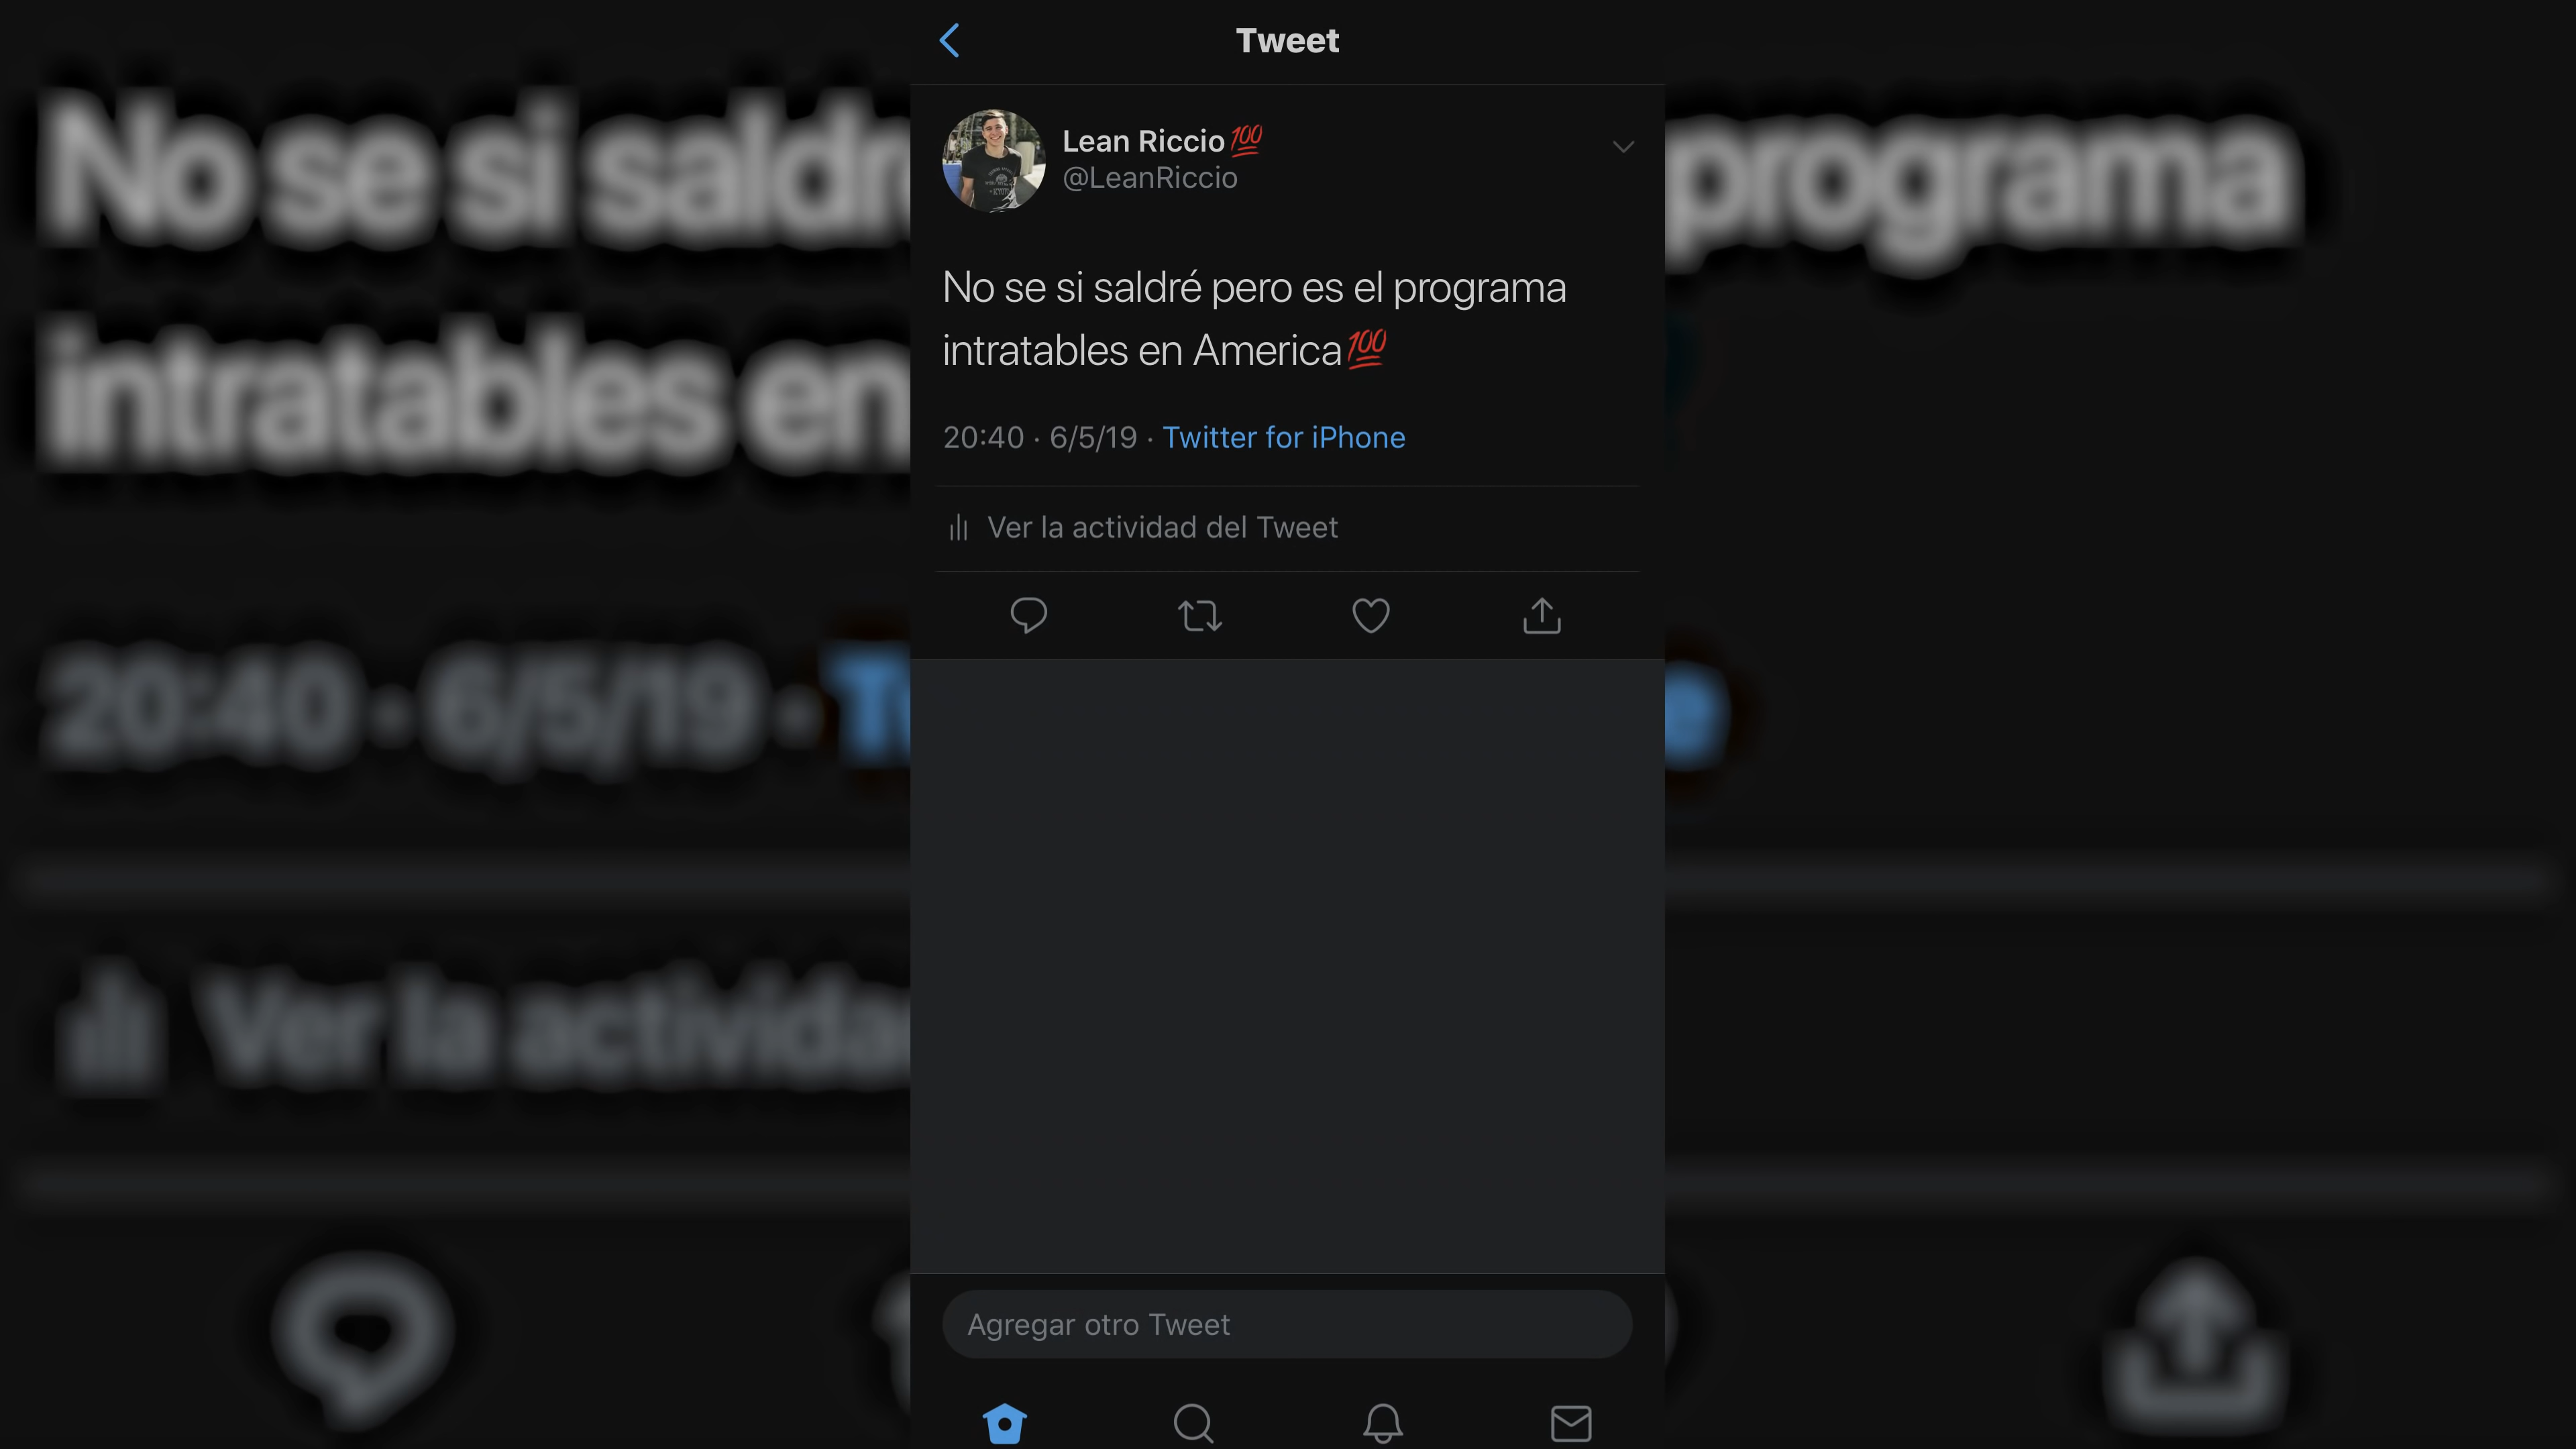 Tweet
Lean Riccio💯
@LeanRiccio
No se si saldré pero es el programa
intratables en America💯
20:40 · 6/5/19 · Twitter for iPhone
Ver la actividad del Tweet
Agregar otro Tweet